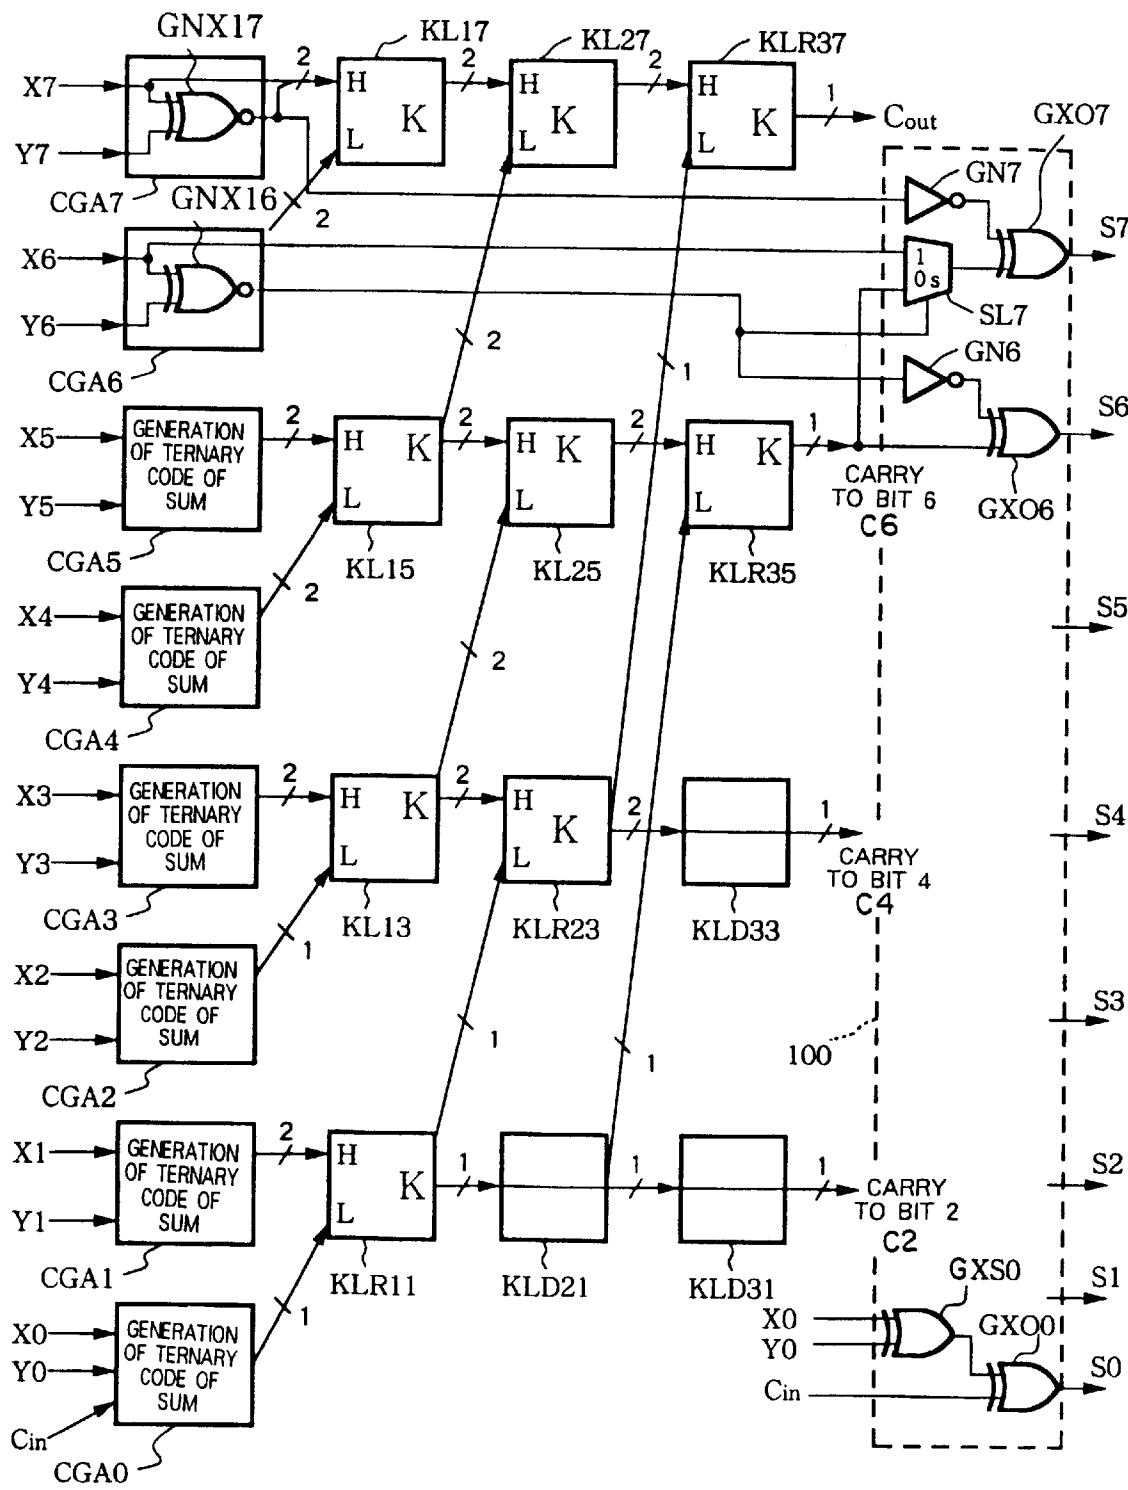 GNX17
KL17
KL27
KLR37
X7
2
H
K
L
2
H
K
L
2
H
K
L
1
Cout
GXO7
Y7
CGA7
GNX16
2
GN7
S7
X6
1
0 s
SL7
Y6
CGA6
2
1
GN6
S6
X5
GENERATION
OF TERNARY
CODE OF
SUM
2
H
K
L
2
H
K
L
2
H
K
L
1
CARRY
TO BIT 6
C6
GXO6
Y5
CGA5
KL15
KL25
KLR35
X4
GENERATION
OF TERNARY
CODE OF
SUM
2
S5
Y4
CGA4
2
X3
GENERATION
OF TERNARY
CODE OF
SUM
2
H
K
L
2
H
K
L
2
1
S4
CARRY
TO BIT 4
C4
Y3
CGA3
KL13
KLR23
KLD33
X2
GENERATION
OF TERNARY
CODE OF
SUM
1
S3
Y2
CGA2
1
1
100
X1
GENERATION
OF TERNARY
CODE OF
SUM
2
H
K
L
1
1
1
CARRY
TO BIT 2
C2
S2
Y1
CGA1
KLR11
KLD21
KLD31
GXS0
S1
X0
Y0
Cin
GENERATION
OF TERNARY
CODE OF
SUM
1
X0
Y0
Cin
GXO0
S0
CGA0